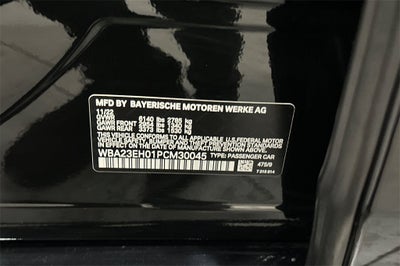 MFD BY BAYERISCHE MOTOREN WERKE AG
11/22
GVWR 6140 lbs 2785 kg
GAWR FRONT 2954 lbs 1340 kg
GAWR REAR 3373 lbs 1530 kg
THIS VEHICLE CONFORMS TO ALL APPLICABLE U.S. FEDERAL MOTOR
VEHICLE SAFETY, BUMPER, AND THEFT PREVENTION STANDARDS
IN EFFECT ON THE DATE OF MANUFACTURE SHOWN ABOVE.
WBA23EH01PCM30045 TYPE: PASSENGER CAR
475/9